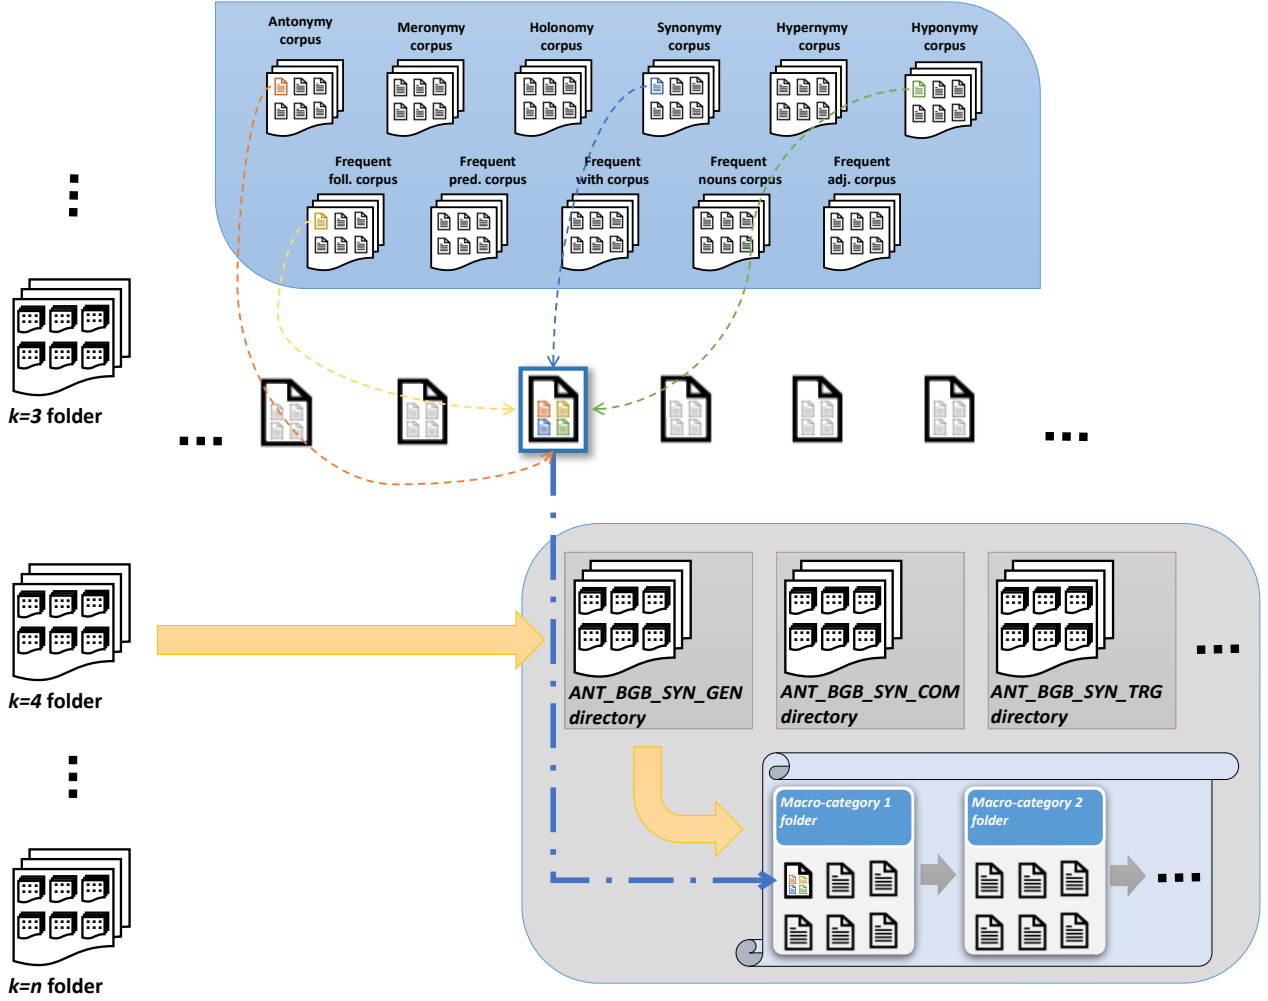 Antonymy
corpus
Meronymy
corpus
Holonomy
corpus
Synonymy
corpus
Hypernymy
corpus
Hyponymy
corpus
Frequent
foll. corpus
Frequent
pred. corpus
Frequent
with corpus
Frequent
nouns corpus
Frequent
adj. corpus
k=3 folder
k=4 folder
ANT_BGB_SYN_GEN
directory
ANT_BGB_SYN_COM
directory
ANT_BGB_SYN_TRG
directory
Macro-category 1
folder
Macro-category 2
folder
k=n folder